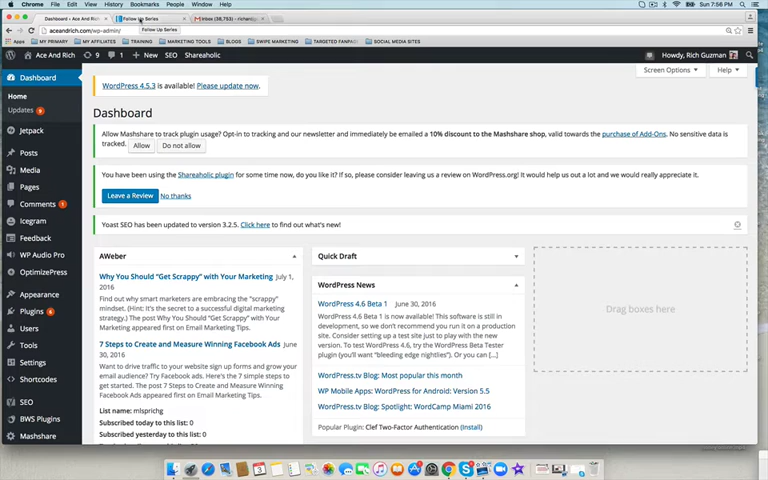 Chrome File Edit View History Bookmarks People Window Help
Sun 7:56 PM
Dashboard ‹ Ace And Rich
Follow Up Series
aceandrich.com/wp-admin/
Follow Up Series
MY PRIMARY MY AFFILIATES TRAINING MARKETING TOOLS BLOGS SWIPE MARKETING SOCIAL MEDIA SITES
Ace And Rich 9 1 + New SEO Shareaholic
Howdy, Rich Guzman
Screen Options Help
Dashboard
Home
Updates 9
Jetpack
Posts
Media
Pages
Comments 1
Icegram
Feedback
WP Audio Pro
OptimizePress
Appearance
Plugins 6
Users
Tools
Settings
Shortcodes
SEO
BWS Plugins
Mashshare
WordPress 4.5.3 is available! Please update now.
Dashboard
Allow Mashshare to track plugin usage? Opt-in to tracking and our newsletter and immediately be emailed a 10% discount to the Mashshare shop, valid towards the purchase of Add-Ons. No sensitive data is
tracked. Allow Do not allow
You have been using the Shareaholic plugin for some time now, do you like it? If so, please consider leaving us a review on WordPress.org! It would help us out a lot and we would really appreciate it.
Leave a Review No thanks
Yoast SEO has been updated to version 3.2.5. Click here to find out what's new!
AWeber
Why You Should "Get Scrappy" with Your Marketing July 1,
2016
Find out why smart marketers are embracing the "scrappy"
mindset. (Hint: It's the secret to a successful digital marketing
strategy.) The post Why You Should "Get Scrappy" with Your
Marketing appeared first on Email Marketing Tips.
7 Steps to Create and Measure Winning Facebook Ads June
30, 2016
Want to drive traffic to your website sign up forms and grow your
email audience? Try Facebook ads. Here's the 7 simple steps to
get started. The post 7 Steps to Create and Measure Winning
Facebook Ads appeared first on Email Marketing Tips.
List name: mlsprichg
Subscribed today to this list: 0
Subscribed yesterday to this list: 0
Quick Draft
WordPress News
WordPress 4.6 Beta 1 June 30, 2016
WordPress 4.6 Beta 1 is now available! This software is still in
development, so we don't recommend you run it on a production
site. Consider setting up a test site just to play with the new
version. To test WordPress 4.6, try the WordPress Beta Tester
plugin (you'll want "bleeding edge nightlies"). Or you can [...]
WordPress.tv Blog: Most popular this month
WP Mobile Apps: WordPress for Android: Version 5.5
WordPress.tv Blog: Spotlight: WordCamp Miami 2016
Popular Plugin: Clef Two-Factor Authentication (Install)
Drag boxes here